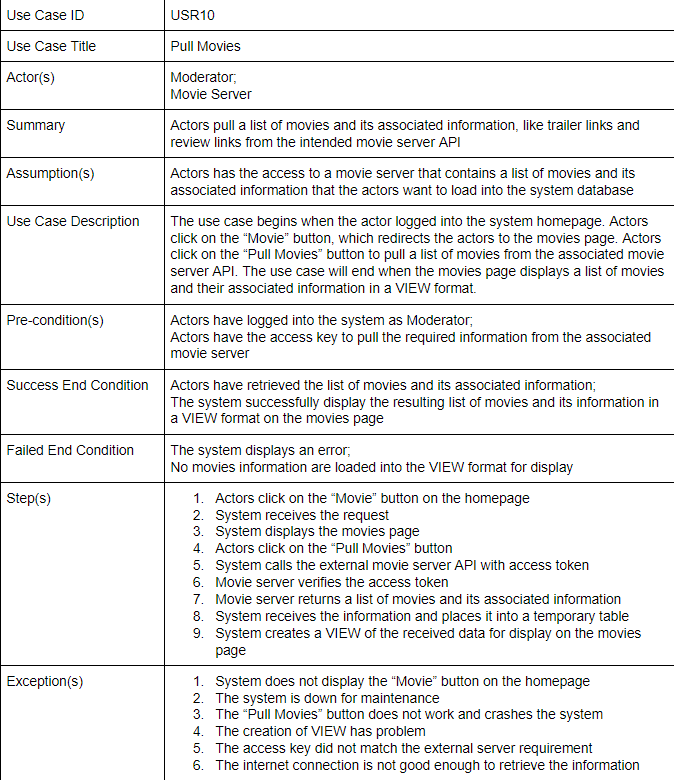 Use Case ID
USR10
Use Case Title
Pull Movies
Actor(s)
Moderator;
Movie Server
Summary
Actors pull a list of movies and its associated information, like trailer links and
review links from the intended movie server API
Assumption(s)
Actors has the access to a movie server that contains a list of movies and its
associated information that the actors want to load into the system database
Use Case Description
The use case begins when the actor logged into the system homepage. Actors
click on the “Movie” button, which redirects the actors to the movies page. Actors
click on the “Pull Movies” button to pull a list of movies from the associated movie
server API. The use case will end when the movies page displays a list of movies
and their associated information in a VIEW format.
Pre-condition(s)
Actors have logged into the system as Moderator;
Actors have the access key to pull the required information from the associated
movie server
Success End Condition
Actors have retrieved the list of movies and its associated information;
The system successfully display the resulting list of movies and its information in
a VIEW format on the movies page
Failed End Condition
The system displays an error;
No movies information are loaded into the VIEW format for display
Step(s)
1. Actors click on the “Movie” button on the homepage
2. System receives the request
3. System displays the movies page
4. Actors click on the “Pull Movies” button
5. System calls the external movie server API with access token
6. Movie server verifies the access token
7. Movie server returns a list of movies and its associated information
8. System receives the information and places it into a temporary table
9. System creates a VIEW of the received data for display on the movies
page
Exception(s)
1. System does not display the “Movie” button on the homepage
2. The system is down for maintenance
3. The “Pull Movies” button does not work and crashes the system
4. The creation of VIEW has problem
5. The access key did not match the external server requirement
6. The internet connection is not good enough to retrieve the information